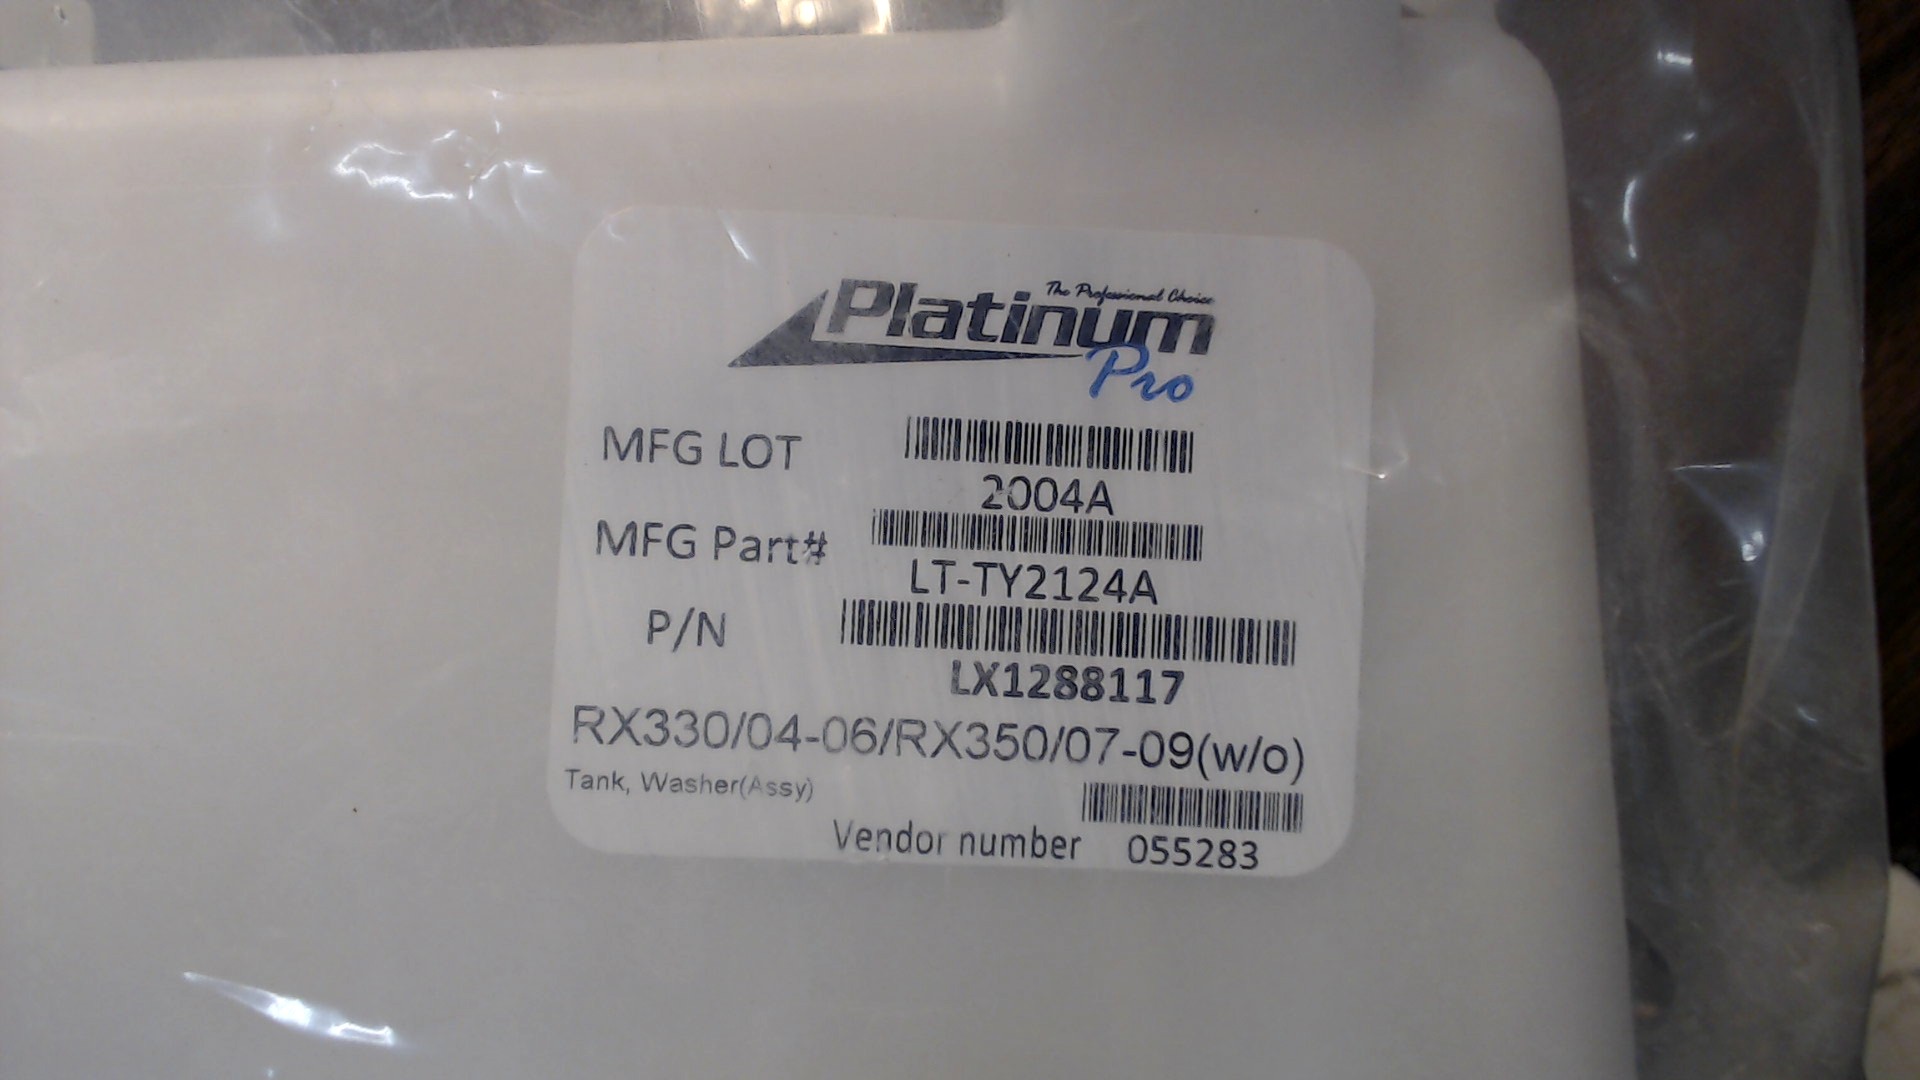 The Professional Choice
Platinum
Pro
MFG LOT
2004A
MFG Part#
LT-TY2124A
P/N
LX1288117
RX330/04-06/RX350/07-09(w/o)
Tank, Washer(Assy)
Vendor number 055283